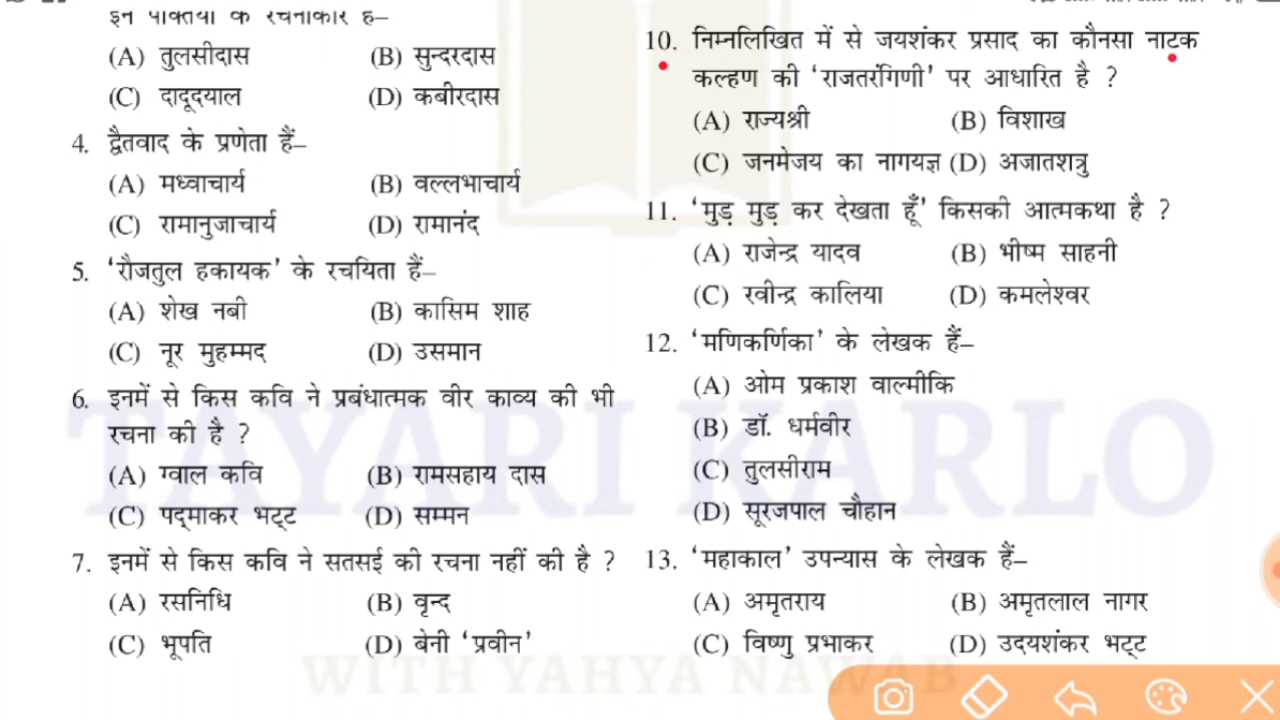 इन पंक्तियों के रचनाकार हैं–
(A) तुलसीदास (B) सुन्दरदास
(C) दादूदयाल (D) कबीरदास
4. द्वैतवाद के प्रणेता हैं–
(A) मध्वाचार्य (B) वल्लभाचार्य
(C) रामानुजाचार्य (D) रामानंद
5. ‘रौजतुल हकायक’ के रचयिता हैं–
(A) शेख नबी (B) कासिम शाह
(C) नूर मुहम्मद (D) उसमान
6. इनमें से किस कवि ने प्रबंधात्मक वीर काव्य की भी
रचना की है ?
(A) ग्वाल कवि (B) रामसहाय दास
(C) पद्माकर भट्ट (D) सम्मन
7. इनमें से किस कवि ने सतसई की रचना नहीं की है ?
(A) रसनिधि (B) वृन्द
(C) भूपति (D) बेनी ‘प्रवीन’
10. निम्नलिखित में से जयशंकर प्रसाद का कौनसा नाटक
कल्हण की ‘राजतरंगिणी’ पर आधारित है ?
(A) राज्यश्री (B) विशाख
(C) जनमेजय का नागयज्ञ (D) अजातशत्रु
11. ‘मुड़ मुड़ कर देखता हूँ’ किसकी आत्मकथा है ?
(A) राजेन्द्र यादव (B) भीष्म साहनी
(C) रवीन्द्र कालिया (D) कमलेश्वर
12. ‘मणिकर्णिका’ के लेखक हैं–
(A) ओम प्रकाश वाल्मीकि
(B) डॉ. धर्मवीर
(C) तुलसीराम
(D) सूरजपाल चौहान
13. ‘महाकाल’ उपन्यास के लेखक हैं–
(A) अमृतराय (B) अमृतलाल नागर
(C) विष्णु प्रभाकर (D) उदयशंकर भट्ट
TAYARI KARLO
WITH YAHYA NAWAB